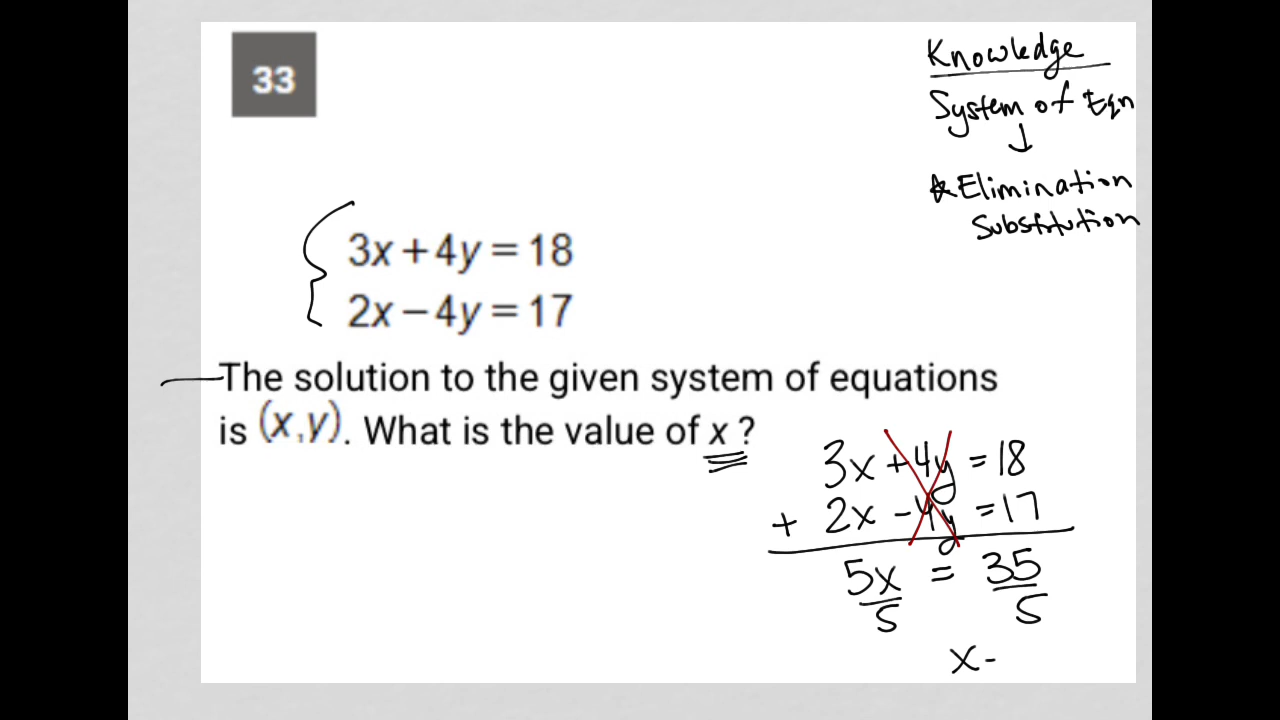 33
Knowledge
System of Eqn
↓
*Elimination
Substitution
3x + 4y = 18
2x − 4y = 17
The solution to the given system of equations
is (x,y). What is the value of x ?
3x + 4y = 18
+ 2x - 4y = 17
5x = 35
5 5
x -